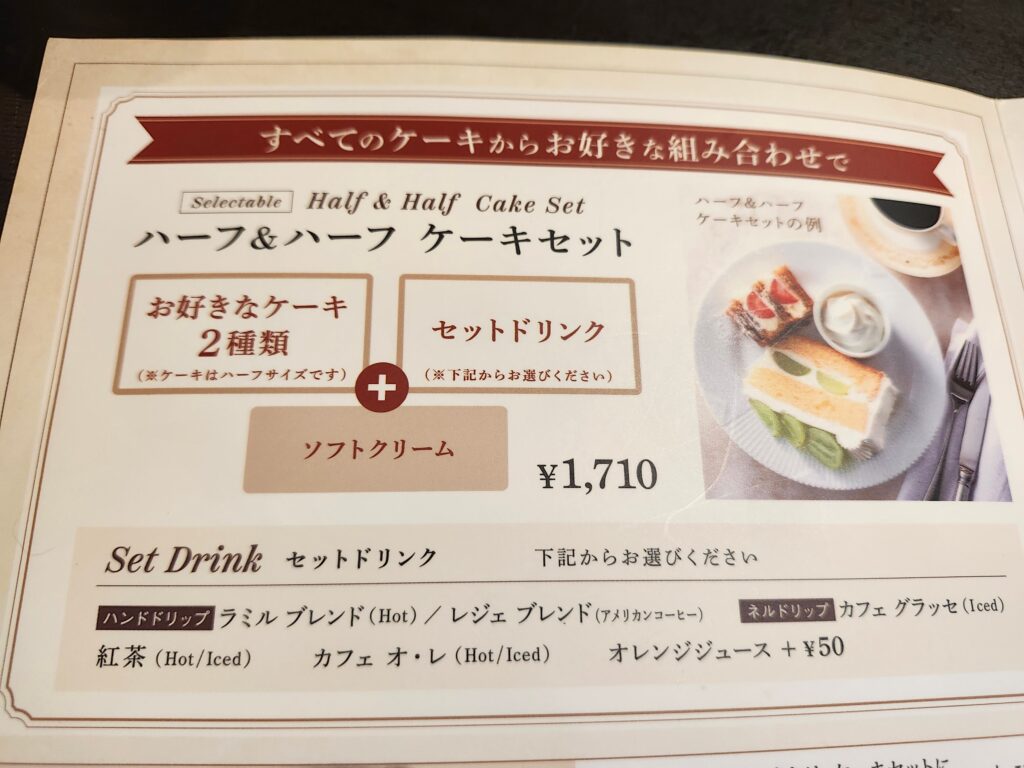 すべてのケーキからお好きな組み合わせで
Selectable Half & Half Cake Set
ハーフ&ハーフ ケーキセット
ハーフ&ハーフ
ケーキセットの例
お好きなケーキ
2種類
(※ケーキはハーフサイズです)
+
セットドリンク
(※下記からお選びください)
ソフトクリーム
¥1,710
Set Drink セットドリンク 下記からお選びください
ハンドドリップ ラミル ブレンド(Hot) / レジェ ブレンド(アメリカンコーヒー) ネルドリップ カフェ グラッセ(Iced)
紅茶 (Hot/Iced) カフェ オ・レ (Hot/Iced) オレンジジュース + ¥50